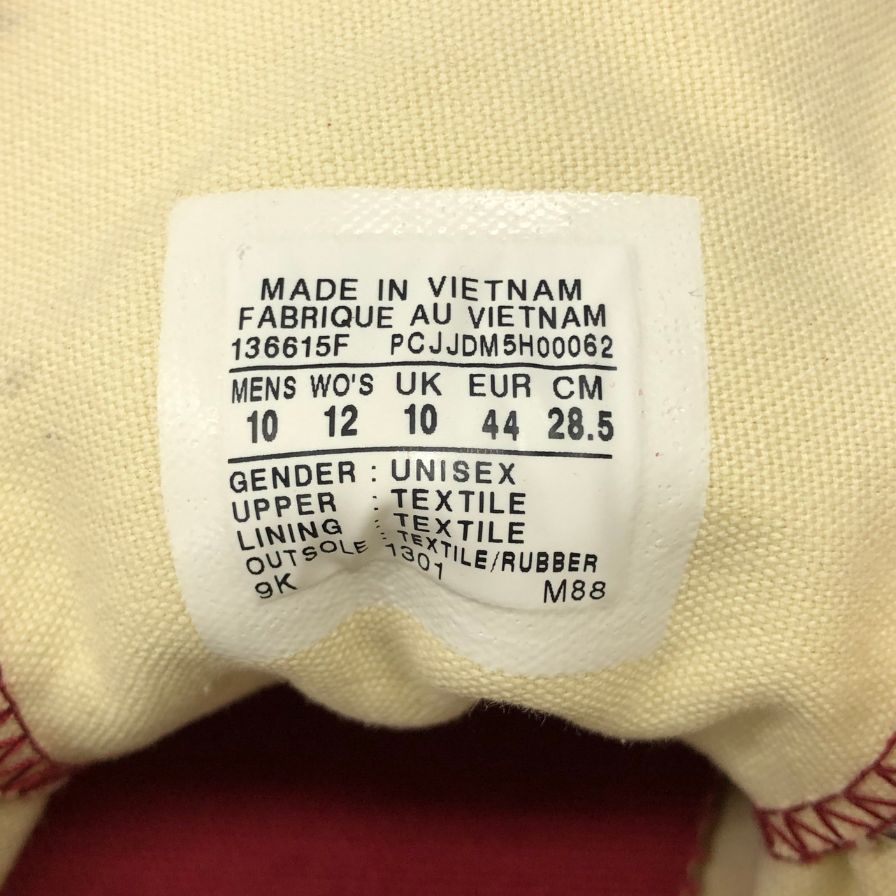 MADE IN VIETNAM
FABRIQUE AU VIETNAM
136615F PCJJDM5H00062
MENS WO'S UK EUR CM
10 12 10 44 28.5
GENDER : UNISEX
UPPER : TEXTILE
LINING : TEXTILE
OUTSOLE : TEXTILE/RUBBER
9K 1301 M88